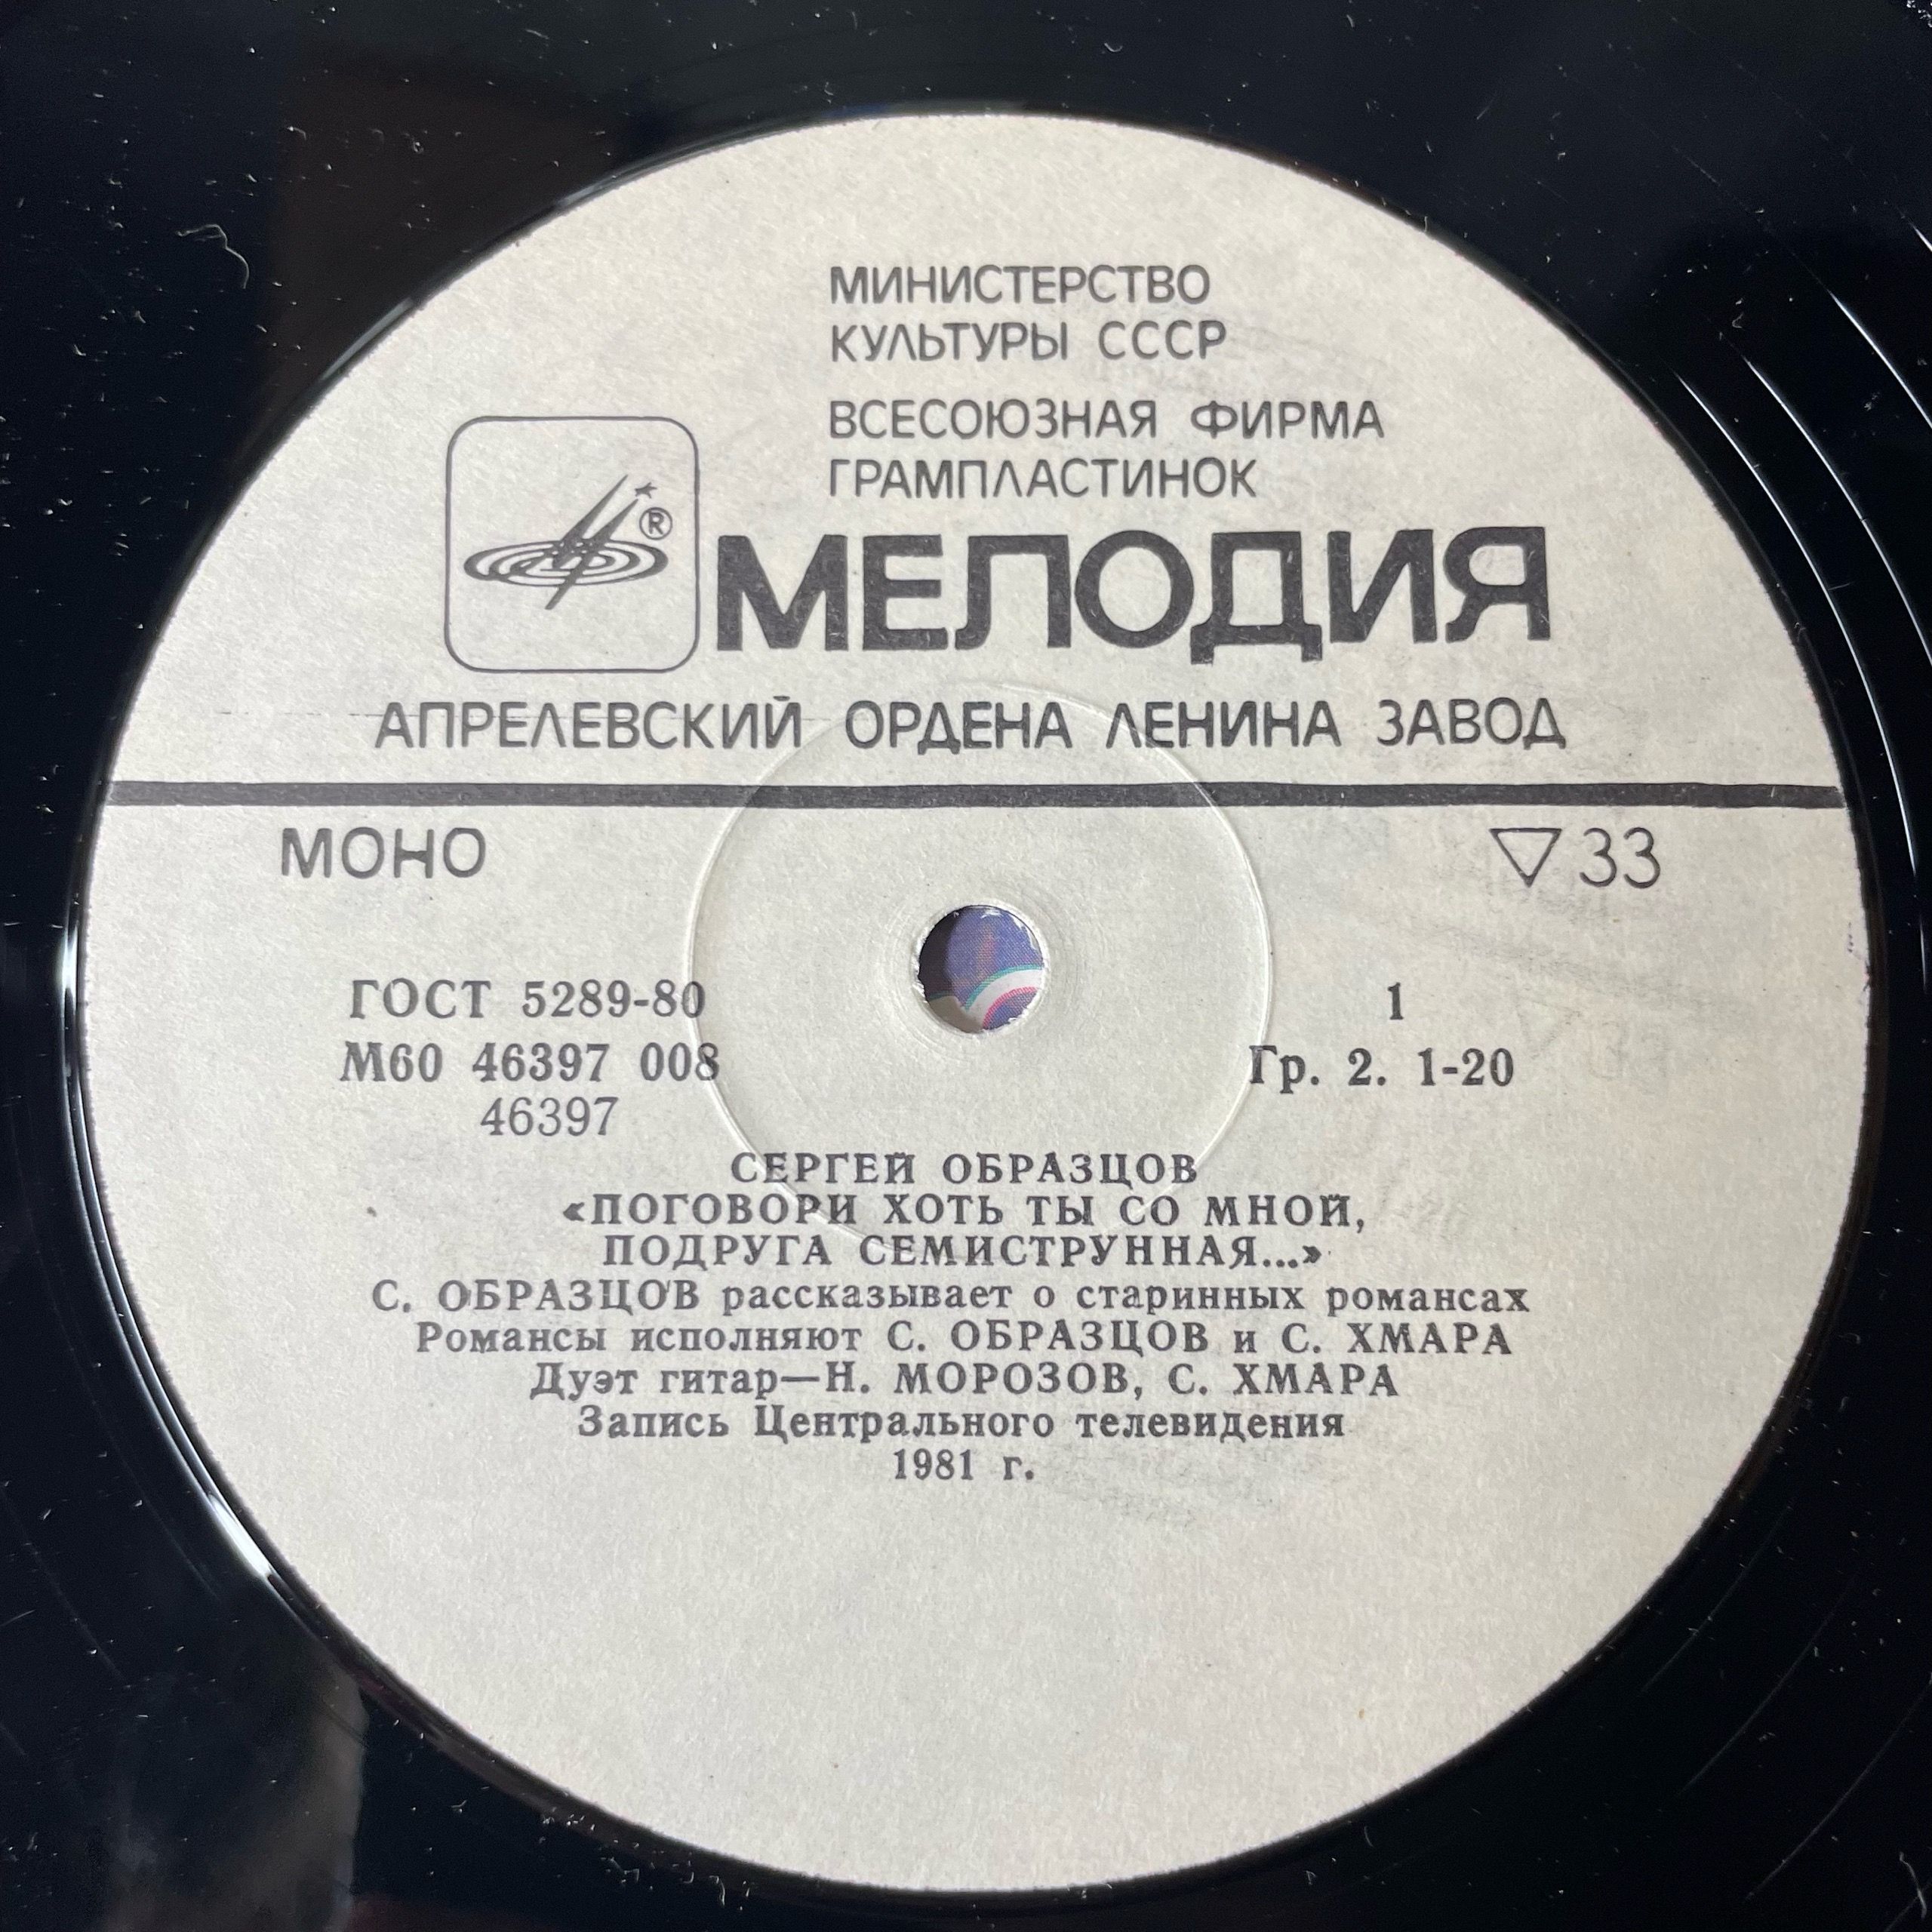 МИНИСТЕРСТВО
КУЛЬТУРЫ СССР
ВСЕСОЮЗНАЯ ФИРМА
ГРАМПЛАСТИНОК
® МЕЛОДИЯ
АПРЕЛЕВСКИЙ ОРДЕНА ЛЕНИНА ЗАВОД
МОНО ▽33
ГОСТ 5289-80 1
М60 46397 008 Гр. 2. 1-20
46397
СЕРГЕЙ ОБРАЗЦОВ
«ПОГОВОРИ ХОТЬ ТЫ СО МНОЙ,
ПОДРУГА СЕМИСТРУННАЯ...»
С. ОБРАЗЦОВ рассказывает о старинных романсах
Романсы исполняют С. ОБРАЗЦОВ и С. ХМАРА
Дуэт гитар—Н. МОРОЗОВ, С. ХМАРА
Запись Центрального телевидения
1981 г.